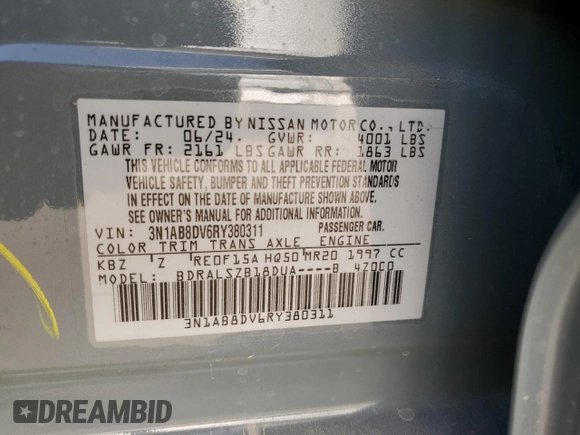 MANUFACTURED BY NISSAN MOTOR CO., LTD.
DATE: 06/24. GVWR: 4001 LBS
GAWR FR: 2161 LBS GAWR RR: 1863 LBS
THIS VEHICLE CONFORMS TO ALL APPLICABLE FEDERAL MOTOR
VEHICLE SAFETY, BUMPER AND THEFT PREVENTION STANDARDS
IN EFFECT ON THE DATE OF MANUFACTURE SHOWN ABOVE.
SEE OWNER'S MANUAL FOR ADDITIONAL INFORMATION
VIN: 3N1AB8DV6RY380311 PASSENGER CAR.
COLOR TRIM TRANS AXLE ENGINE
KBZ Z RE0F15A HQ50 MR20 1997 CC
MODEL: BDRALSZB18DUA----B 4Z0C0
3N1AB8DV6RY380311
DREAMBID